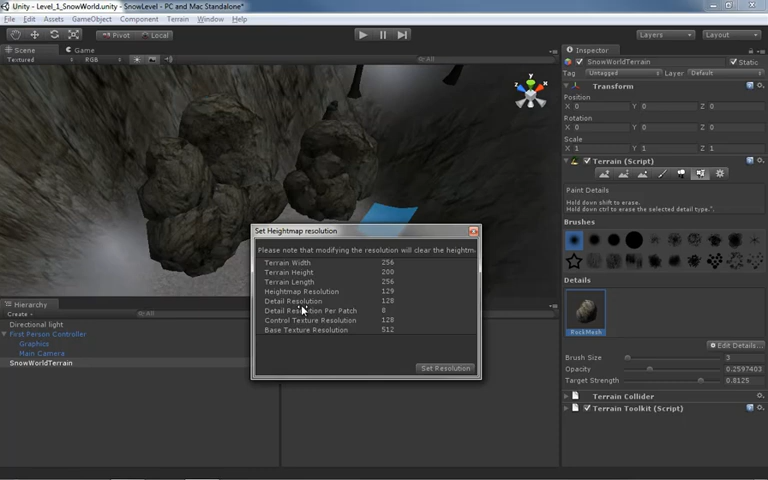 Unity - Level_1_SnowWorld.unity - SnowLevel - PC and Mac Standalone*
File Edit Assets GameObject Component Terrain Window Help
Pivot Local Layers Layout
Scene Game
Textured RGB All
Inspector
SnowWorldTerrain Static
Tag Untagged Layer Default
Transform
Position
X 0 Y 0 Z 0
Rotation
X 0 Y 0 Z 0
Scale
X 1 Y 1 Z 1
Terrain (Script)
Paint Details
Hold down shift to erase.
Hold down ctrl to erase the selected detail type.
Brushes
Details
RockMesh
Edit Details...
Brush Size 3
Opacity 0.2597403
Target Strength 0.8125
Terrain Collider
Terrain Toolkit (Script)
y
x
z
Set Heightmap resolution
Please note that modifying the resolution will clear the heightm
Terrain Width 256
Terrain Height 200
Terrain Length 256
Heightmap Resolution 129
Detail Resolution 128
Detail Resolution Per Patch 8
Control Texture Resolution 128
Base Texture Resolution 512
Set Resolution
Hierarchy
Create All
Directional light
First Person Controller
Graphics
Main Camera
SnowWorldTerrain